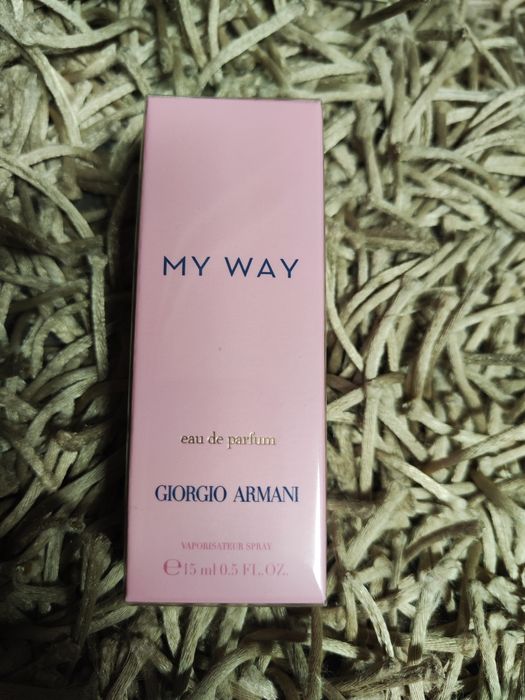 MY WAY
eau de parfum
GIORGIO ARMANI
VAPORISATEUR SPRAY
℮15 ml 0.5 FL.OZ.